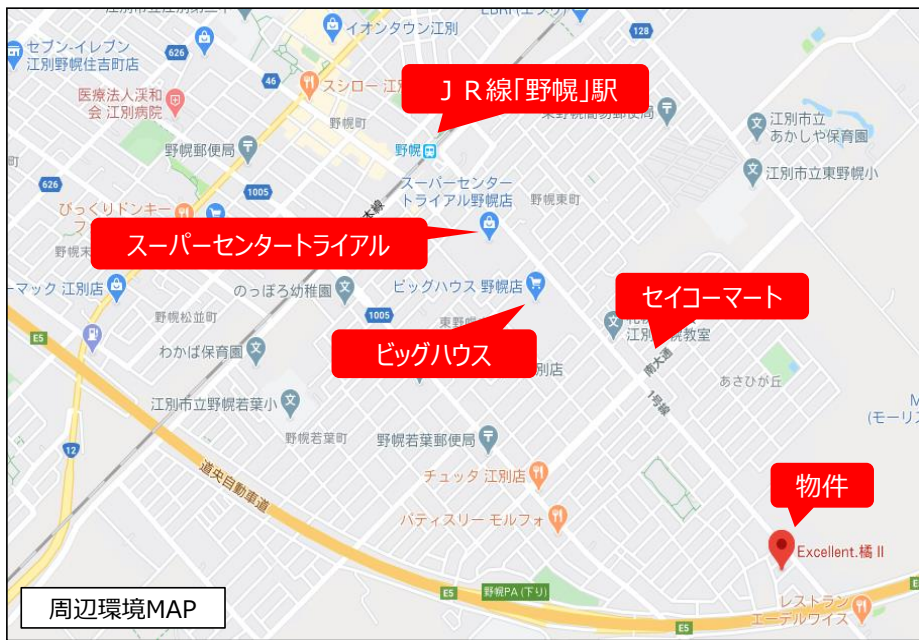 128
イオンタウン江別
セブン-イレブン
江別野幌住吉町店
626
46
スシロー 江
ＪＲ線「野幌」駅
医療法人渓和
会 江別病院
野幌町
江別市立
あかしや保育園
野幌郵便局
野幌
江別市立東野幌小
626
1005
スーパーセンター
トライアル野幌店
野幌東町
びっくりドンキー
スーパーセンタートライアル
ーマック 江別店
のっぽろ幼稚園
ビッグハウス 野幌店
セイコーマート
1005
野幌松並町
ビッグハウス
E5
わかば保育園
南大通
あさひが丘
1号線
江別市立野幌若葉小
野幌若葉町
野幌若葉郵便局
12
道央自動車道
チュッタ 江別店
物件
パティスリー モルフォ
Excellent.橘 II
E5
野幌PA (下り)
レストラン
エーデルワイス
周辺環境MAP
E5